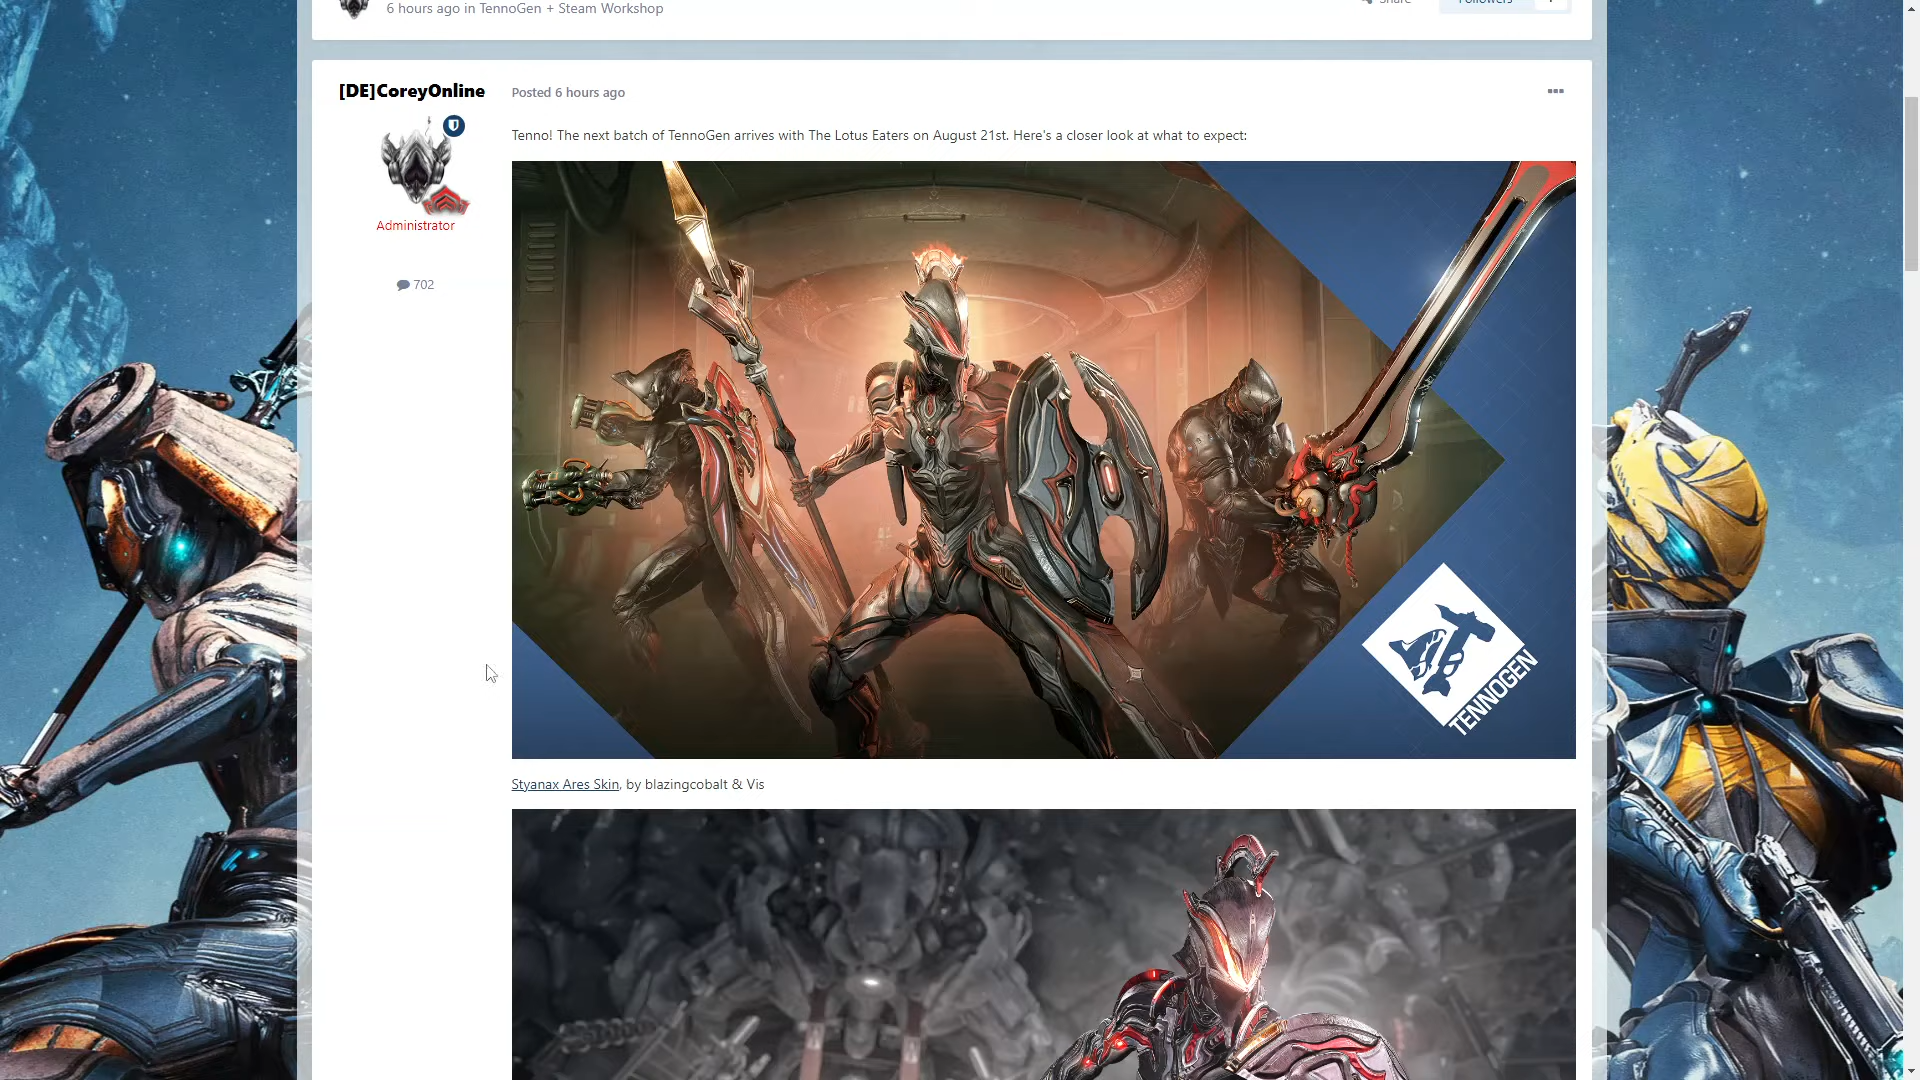 6 hours ago in TennoGen + Steam Workshop
Share
Followers
[DE]CoreyOnline
Posted 6 hours ago
Administrator
702
Tenno! The next batch of TennoGen arrives with The Lotus Eaters on August 21st. Here's a closer look at what to expect:
TENNOGEN
Styanax Ares Skin, by blazingcobalt & Vis